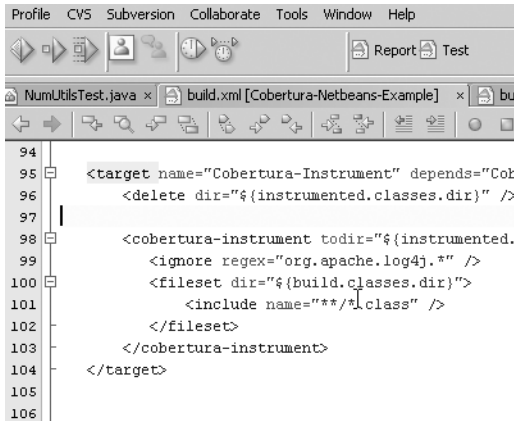 Profile CVS Subversion Collaborate Tools Window Help
Report Test
NumUtilsTest.java × build.xml [Cobertura-Netbeans-Example] × bu
94
95 <target name="Cobertura-Instrument" depends="Cob
96 <delete dir="${instrumented.classes.dir}" />
97
98 <cobertura-instrument todir="${instrumented.
99 <ignore regex="org.apache.log4j.*" />
100 <fileset dir="${build.classes.dir}">
101 <include name="**/*.class" />
102 </fileset>
103 </cobertura-instrument>
104 </target>
105
106